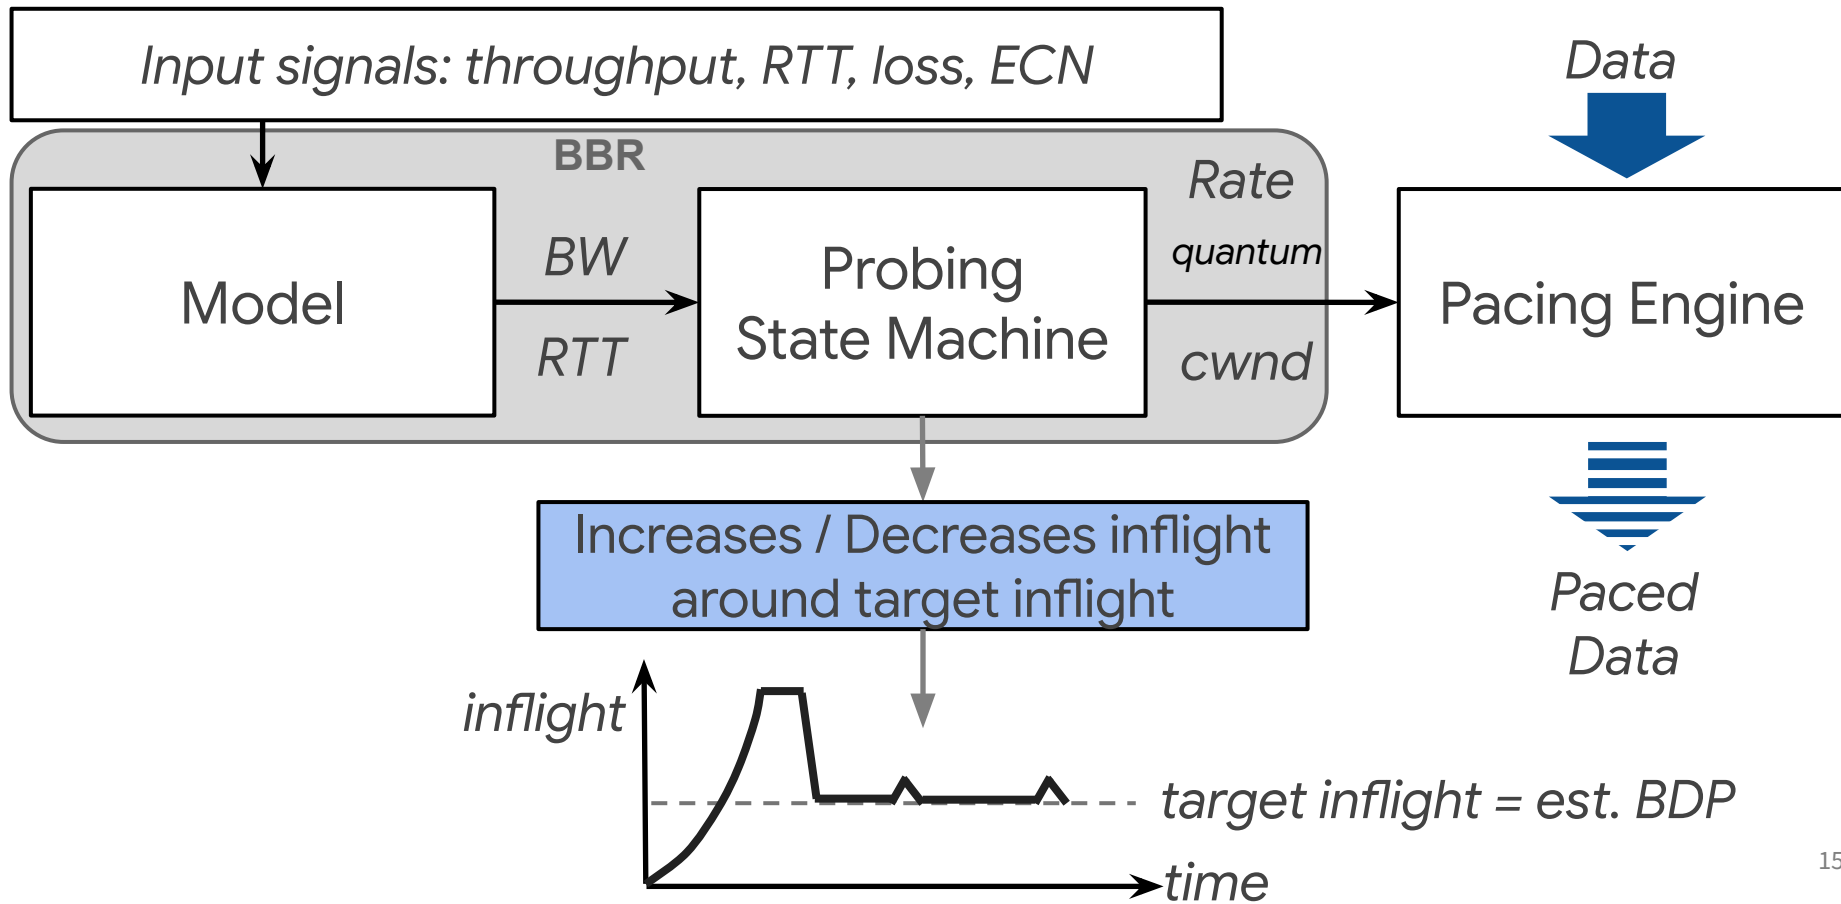 Input signals: throughput, RTT, loss, ECN
BBR
Model
BW
RTT
Probing
State Machine
Rate
quantum
cwnd
Data
Pacing Engine
Paced
Data
Increases / Decreases inflight
around target inflight
inflight
target inflight = est. BDP
time
15